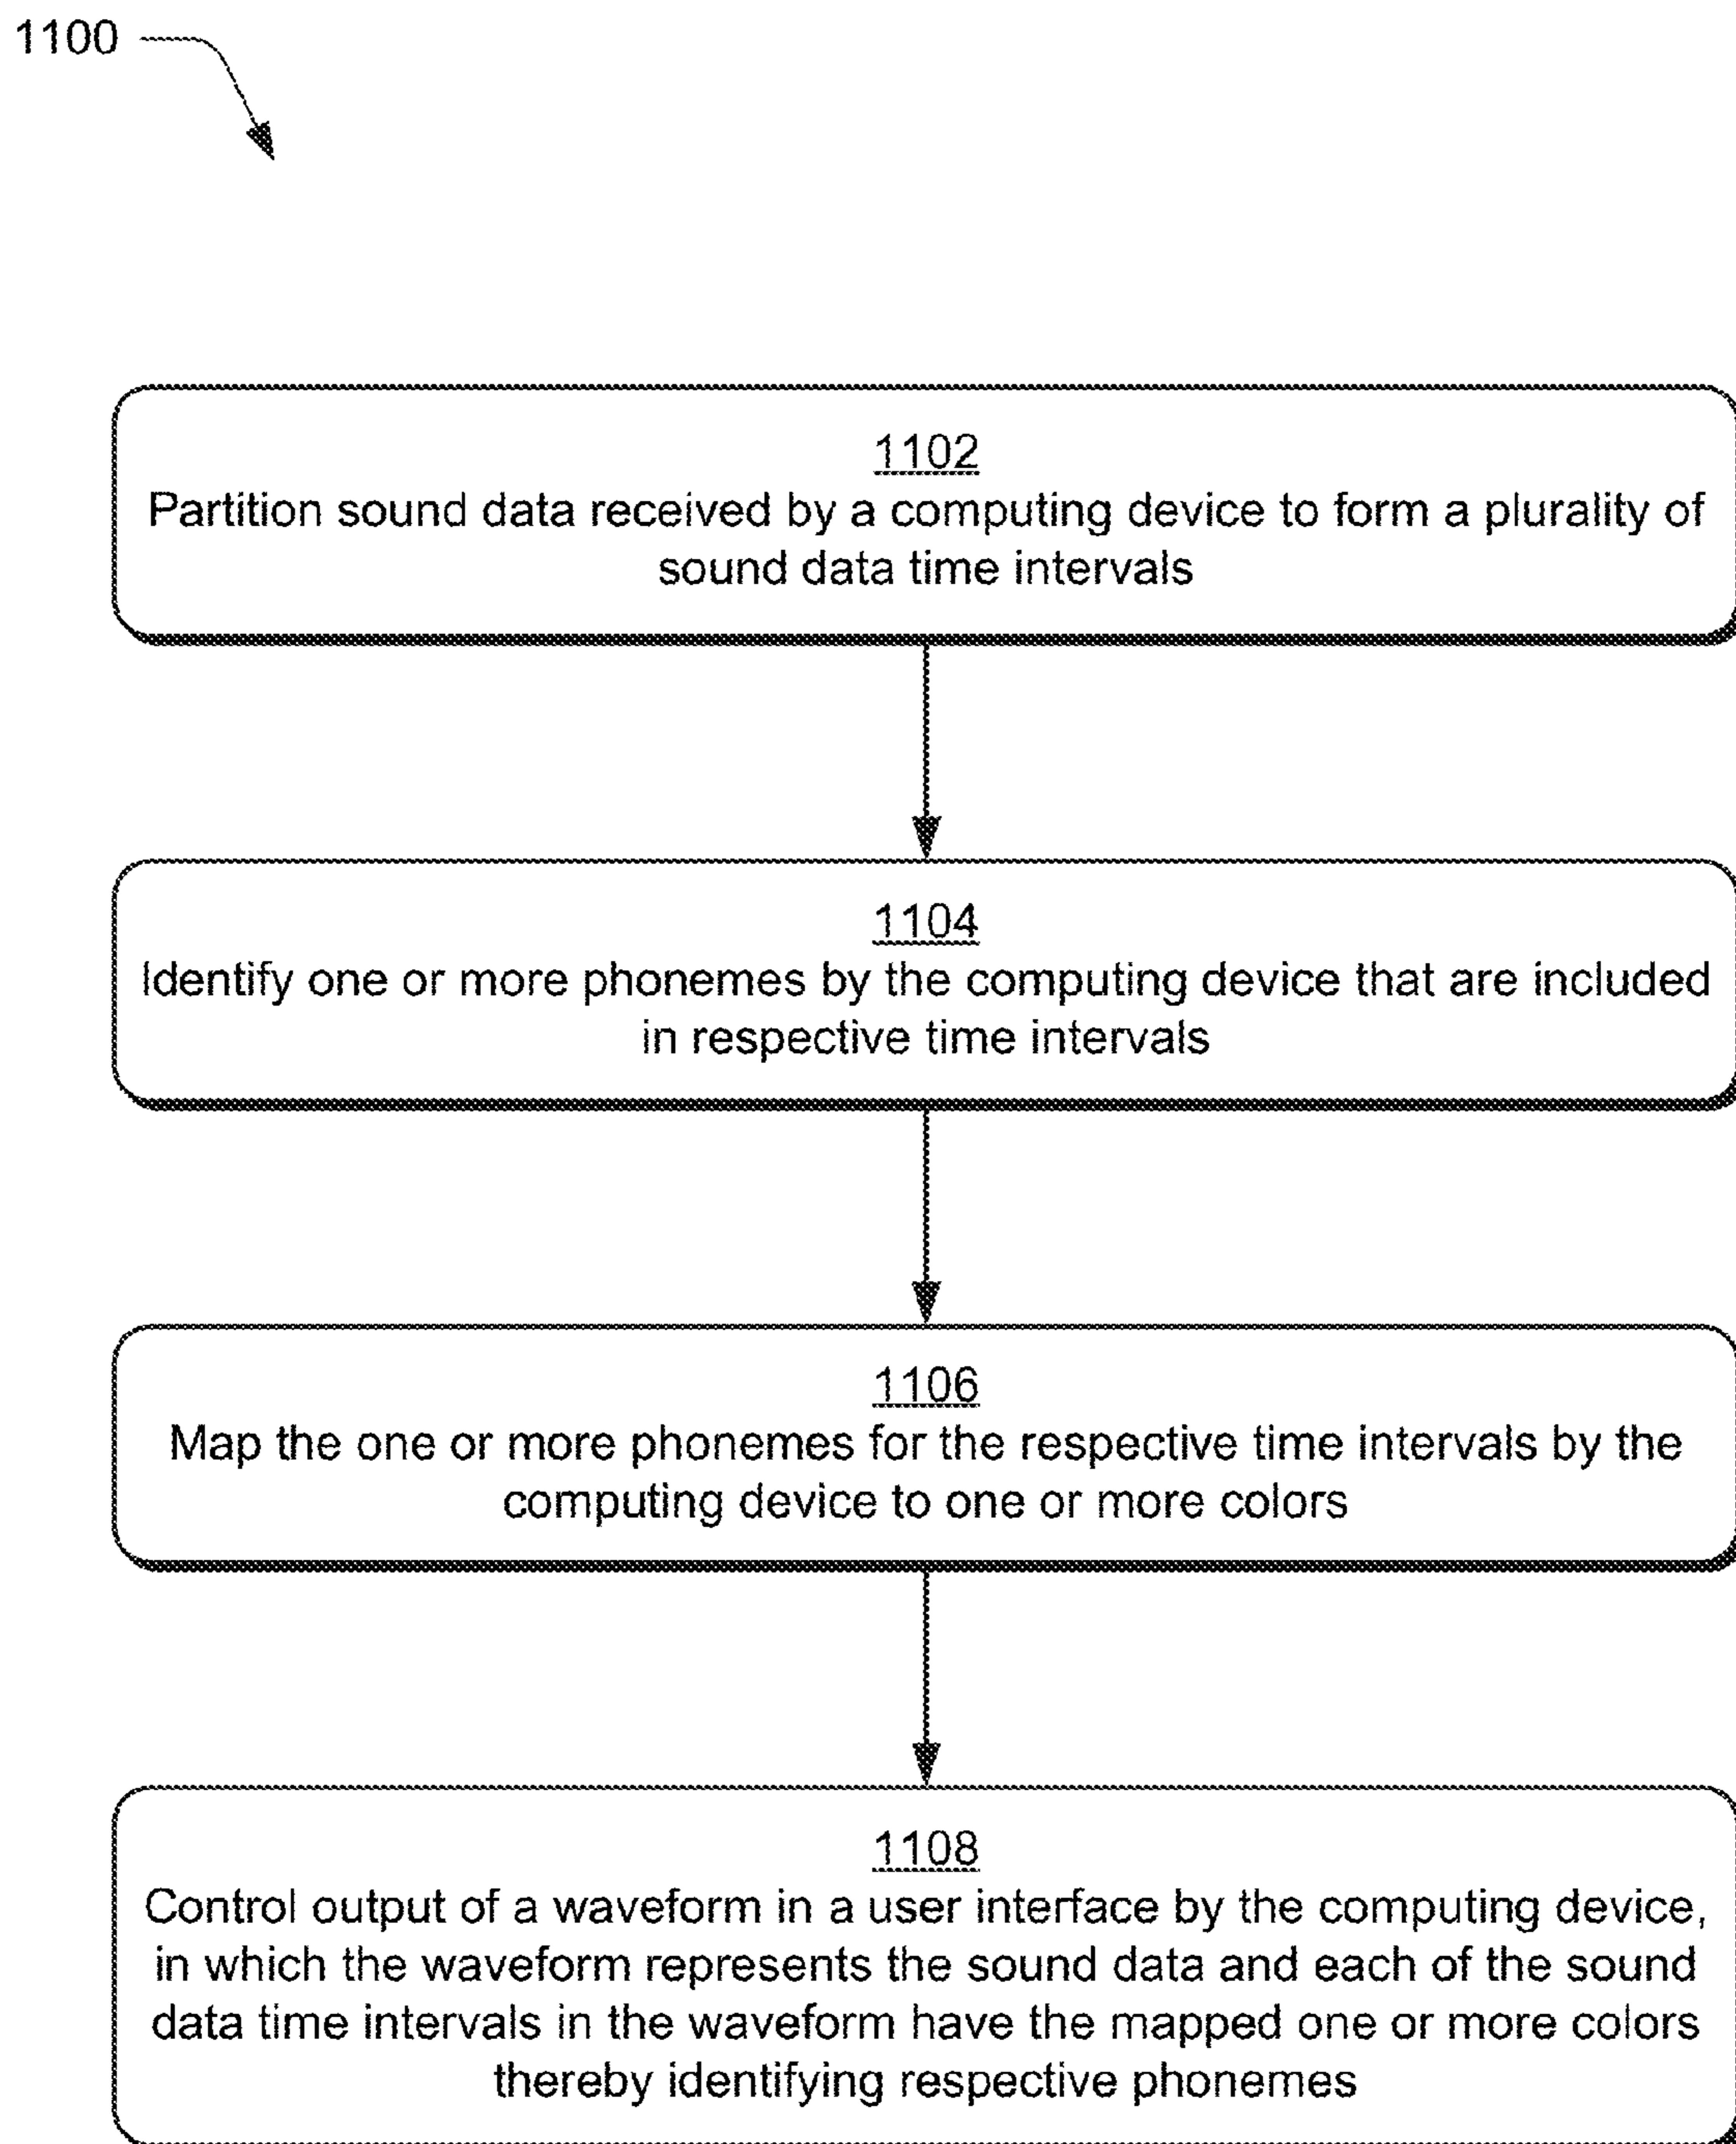 1100
1102
Partition sound data received by a computing device to form a plurality of
sound data time intervals
1104
Identify one or more phonemes by the computing device that are included
in respective time intervals
1106
Map the one or more phonemes for the respective time intervals by the
computing device to one or more colors
1108
Control output of a waveform in a user interface by the computing device,
in which the waveform represents the sound data and each of the sound
data time intervals in the waveform have the mapped one or more colors
thereby identifying respective phonemes